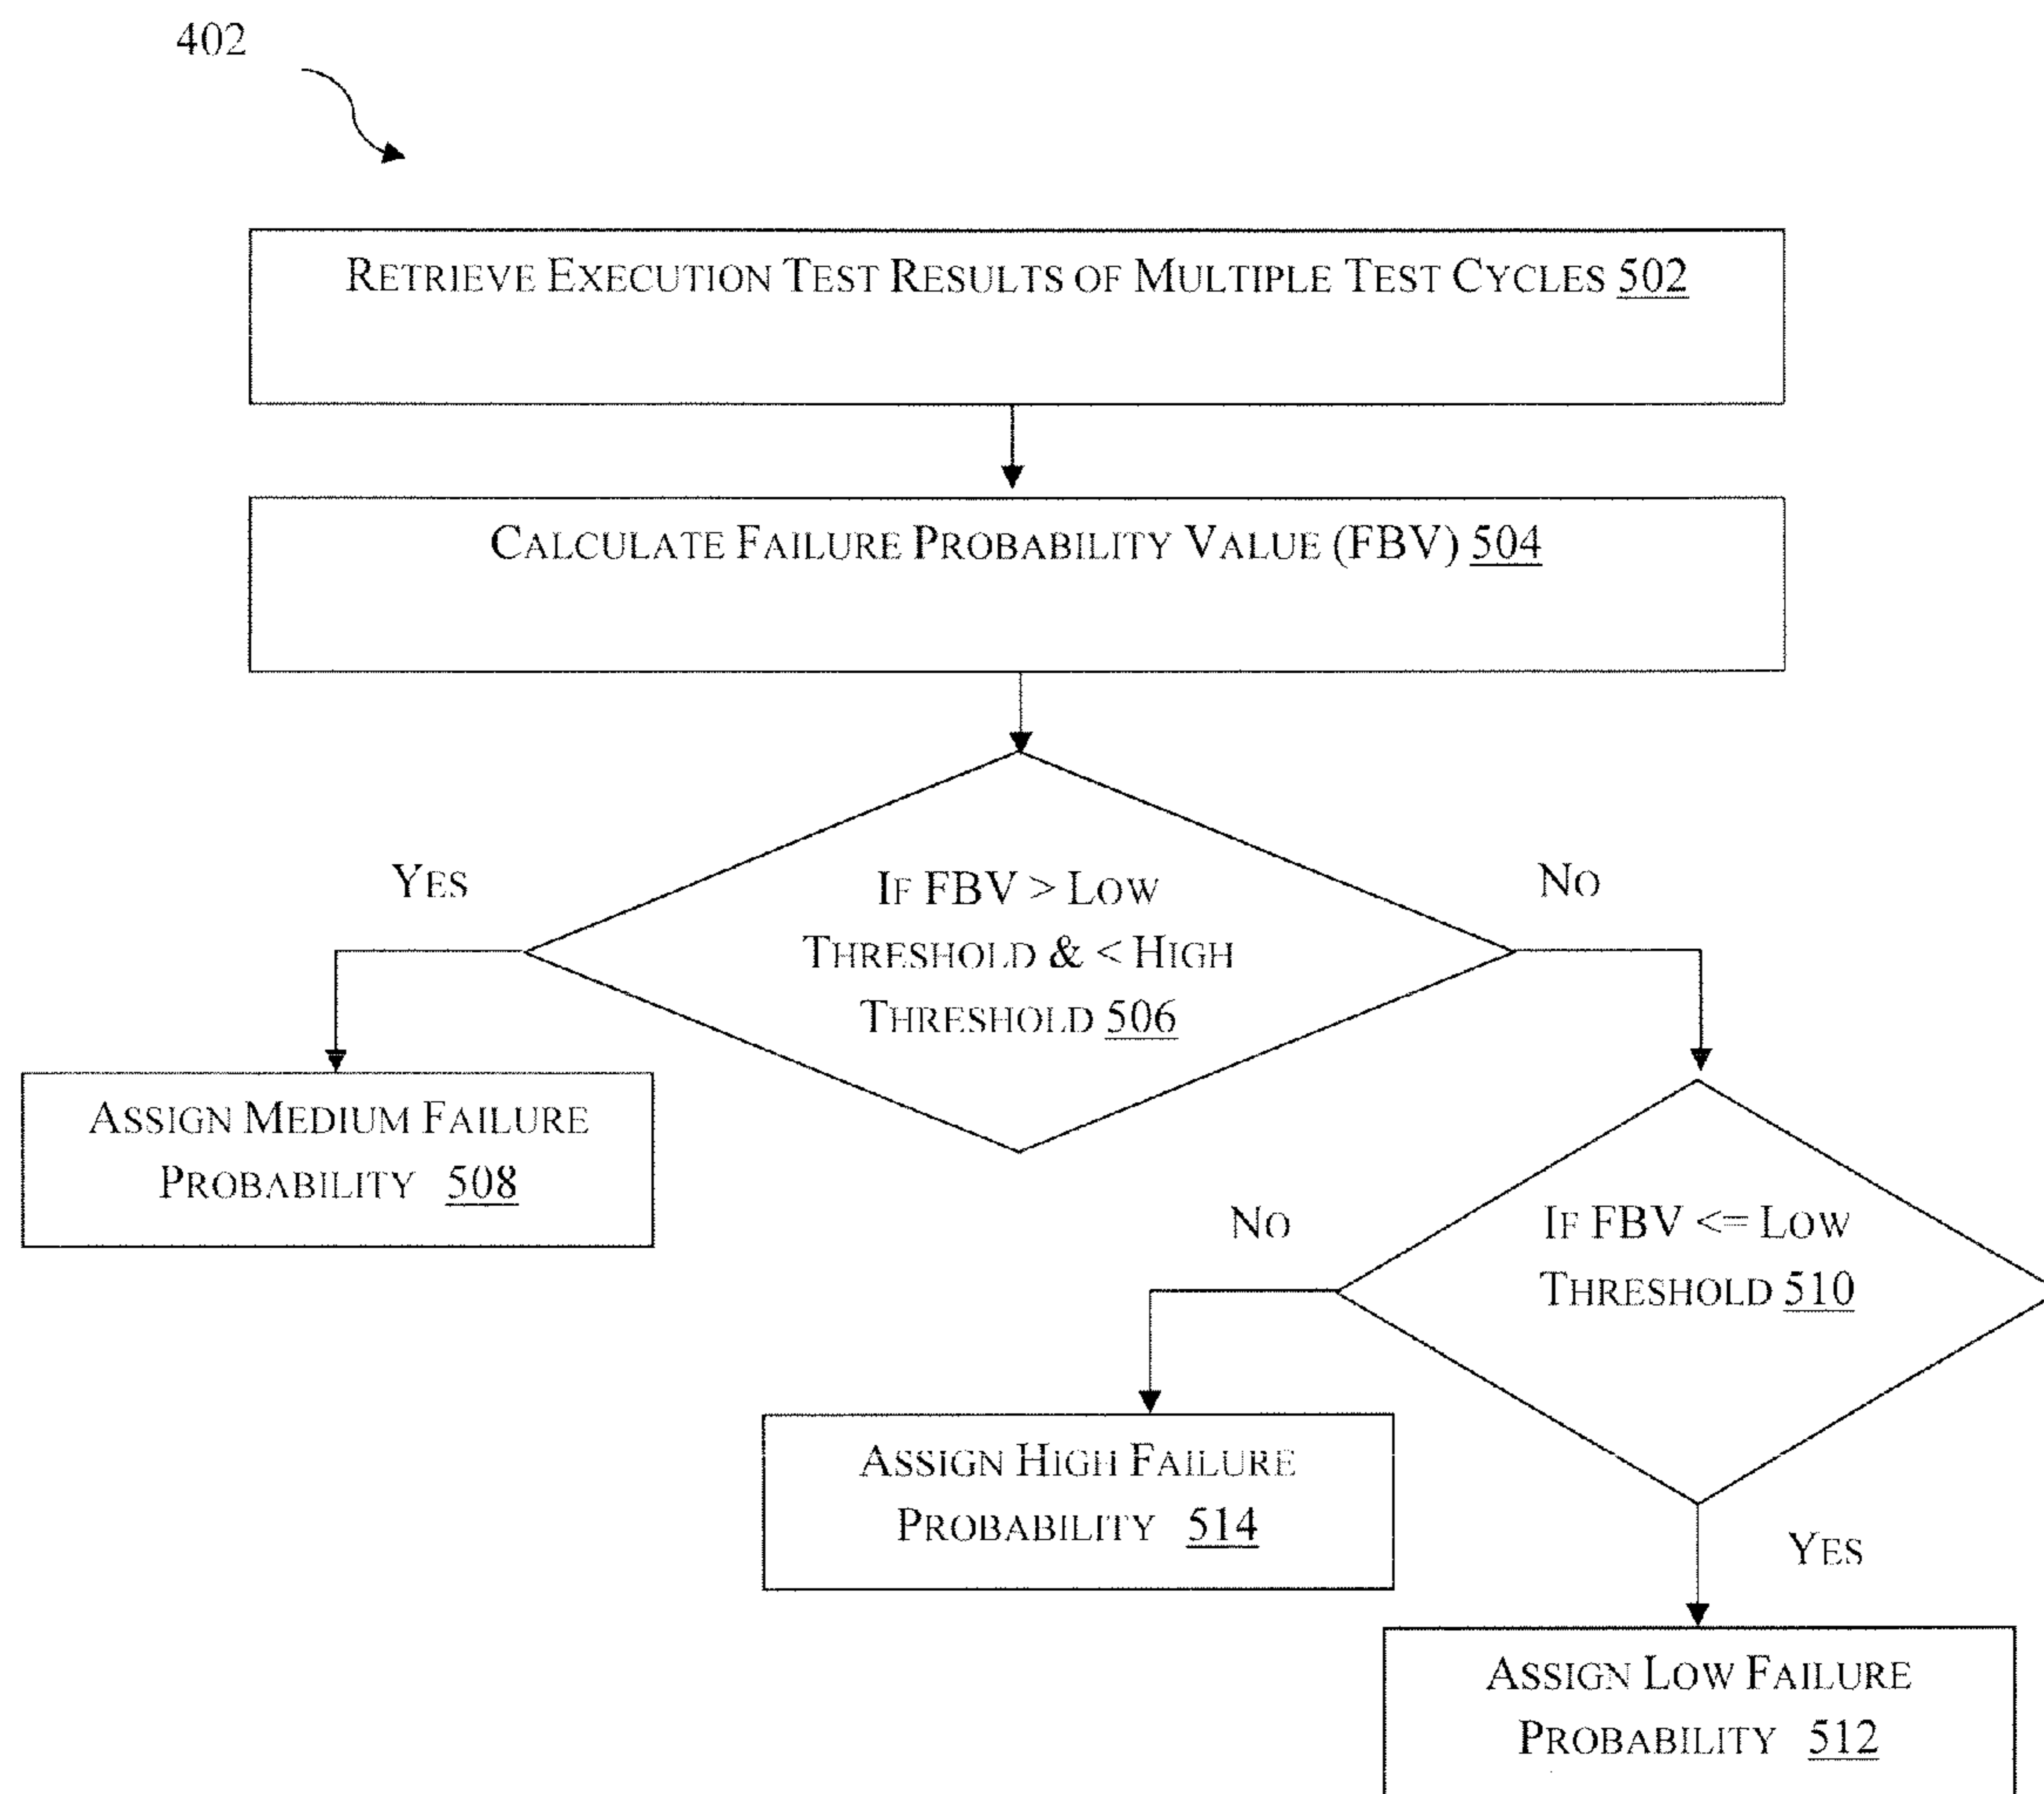 402
RETRIEVE EXECUTION TEST RESULTS OF MULTIPLE TEST CYCLES 502
CALCULATE FAILURE PROBABILITY VALUE (FBV) 504
YES
IF FBV > LOW
THRESHOLD & < HIGH
THRESHOLD 506
NO
ASSIGN MEDIUM FAILURE
PROBABILITY 508
NO
IF FBV <= LOW
THRESHOLD 510
ASSIGN HIGH FAILURE
PROBABILITY 514
YES
ASSIGN LOW FAILURE
PROBABILITY 512